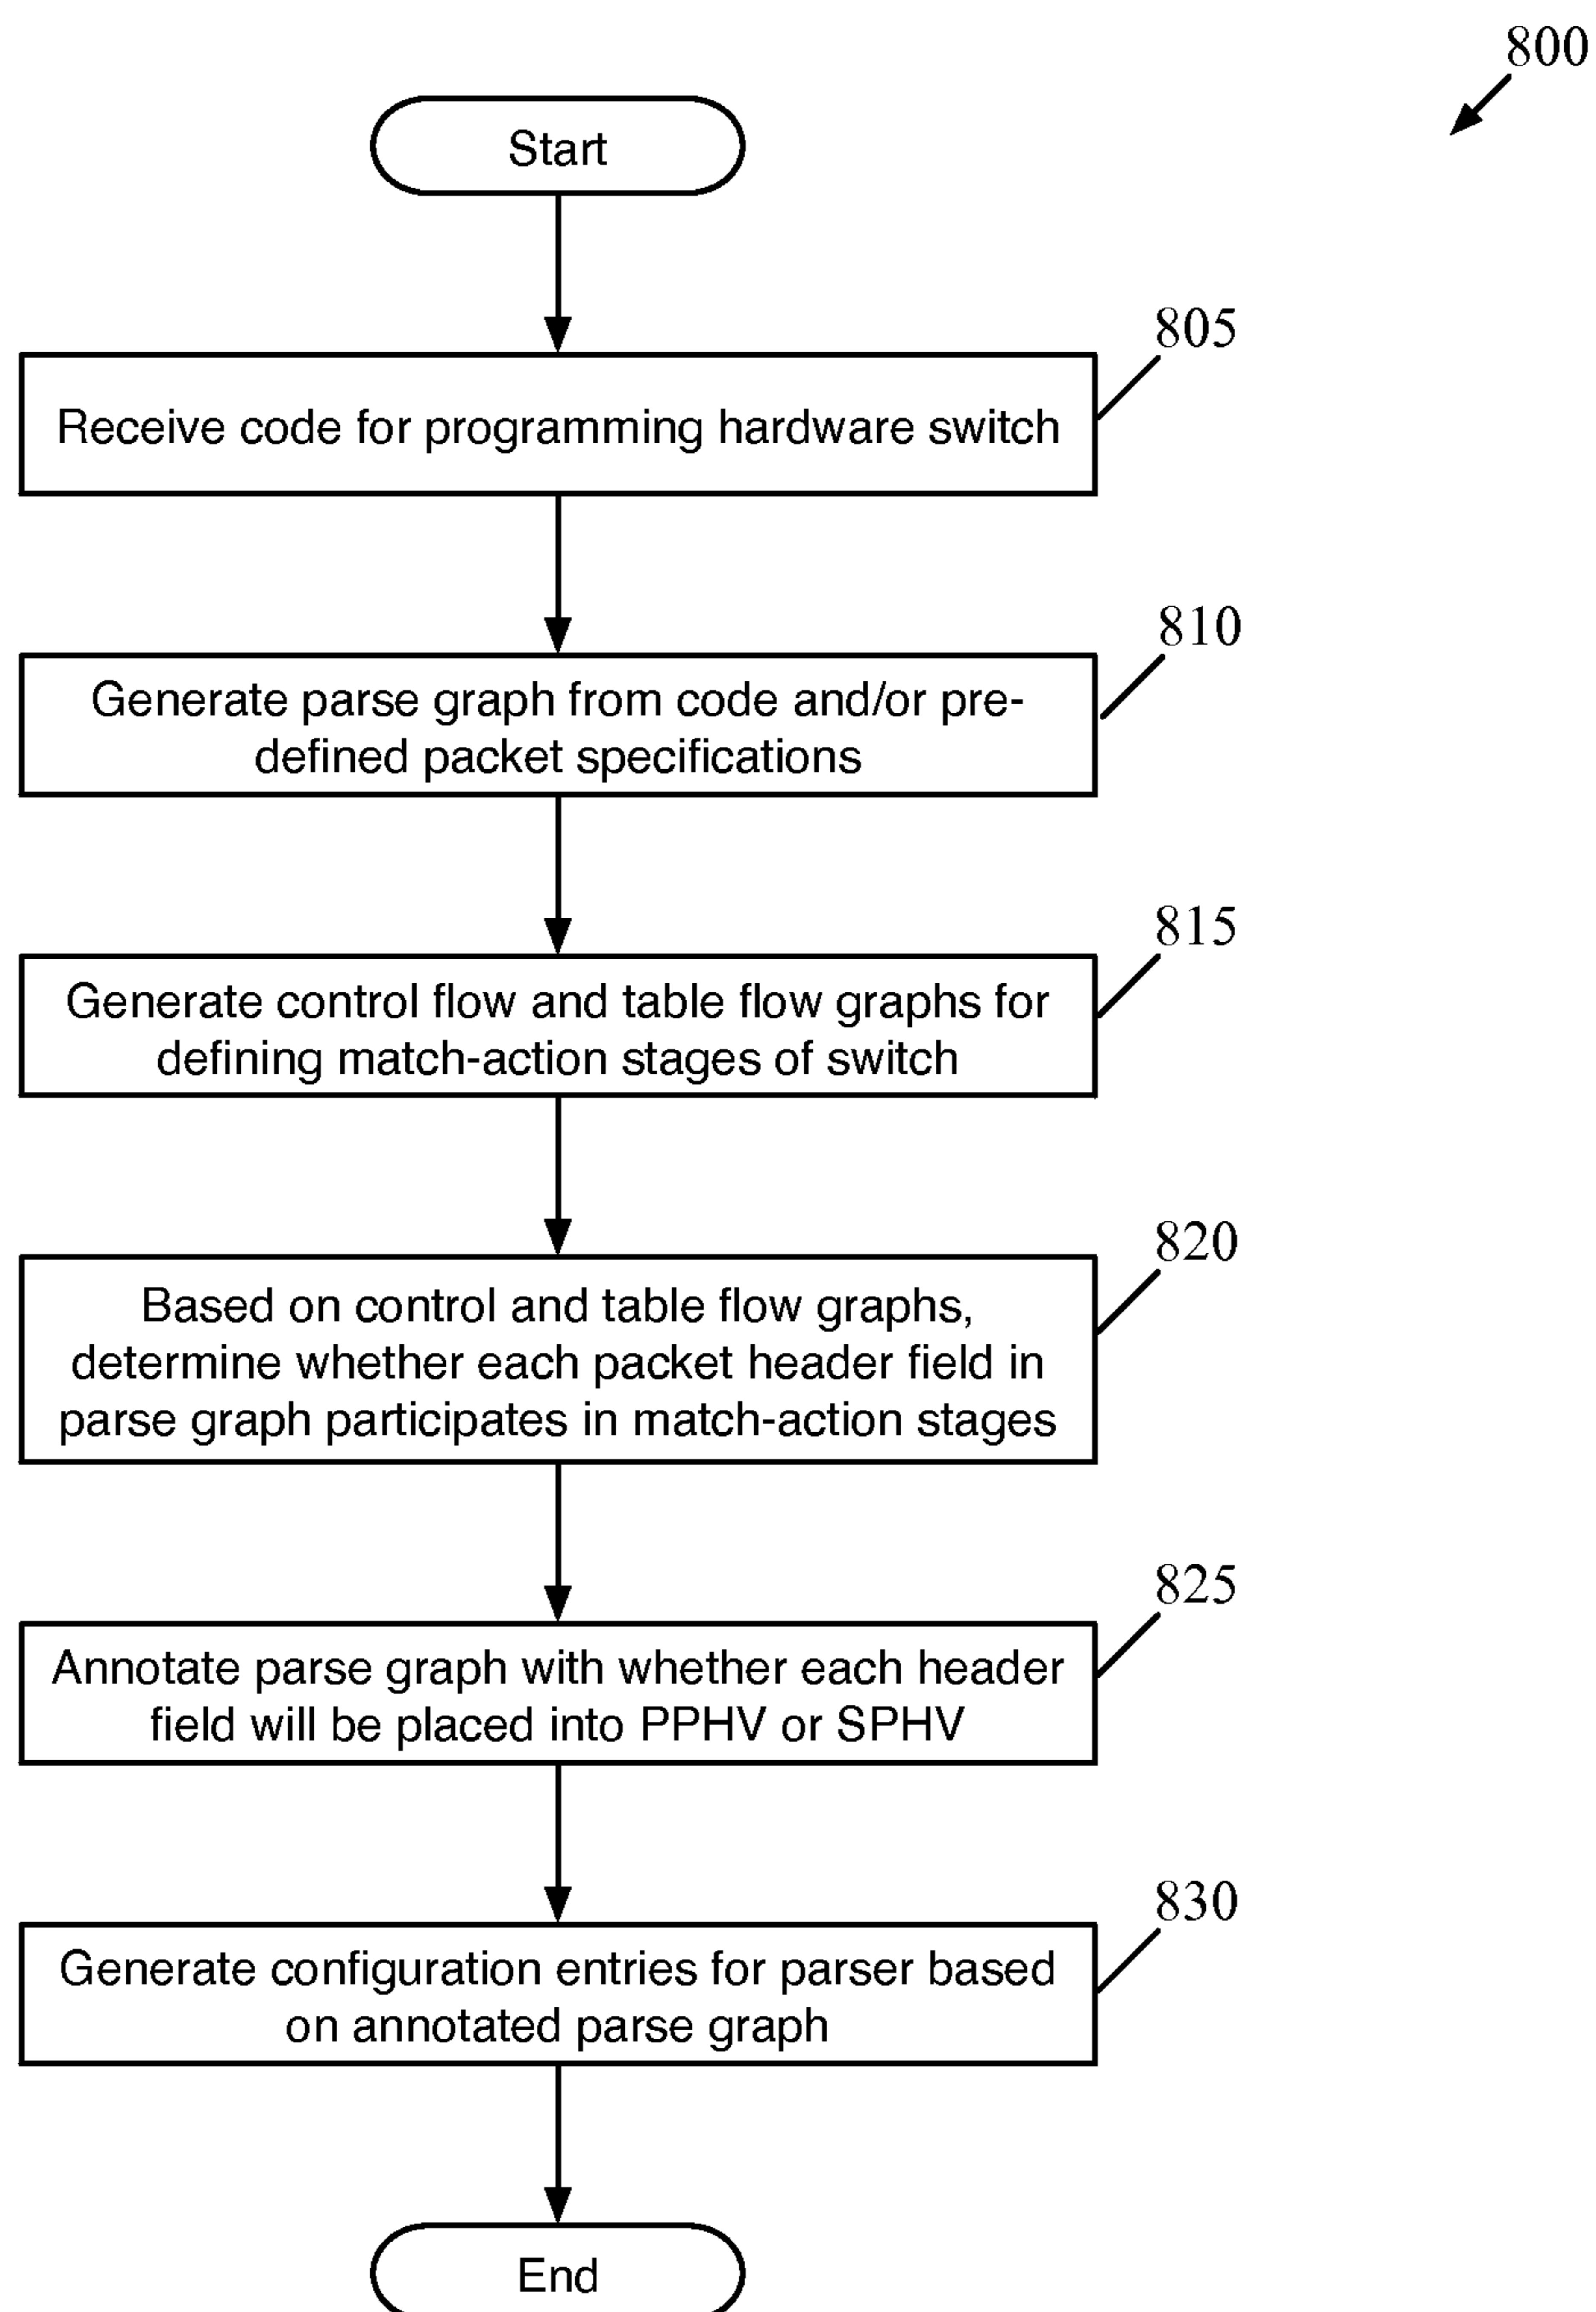 800
Start
805
Receive code for programming hardware switch
810
Generate parse graph from code and/or pre-
defined packet specifications
815
Generate control flow and table flow graphs for
defining match-action stages of switch
820
Based on control and table flow graphs,
determine whether each packet header field in
parse graph participates in match-action stages
825
Annotate parse graph with whether each header
field will be placed into PPHV or SPHV
830
Generate configuration entries for parser based
on annotated parse graph
End